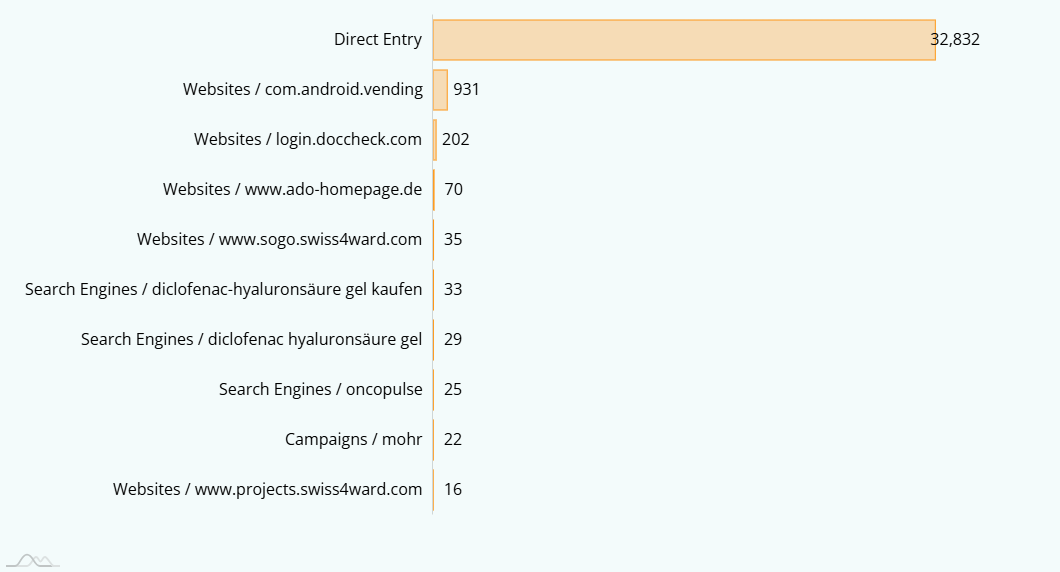 Direct Entry 32,832
Websites / com.android.vending 931
Websites / login.doccheck.com 202
Websites / www.ado-homepage.de 70
Websites / www.sogo.swiss4ward.com 35
Search Engines / diclofenac-hyaluronsäure gel kaufen 33
Search Engines / diclofenac hyaluronsäure gel 29
Search Engines / oncopulse 25
Campaigns / mohr 22
Websites / www.projects.swiss4ward.com 16